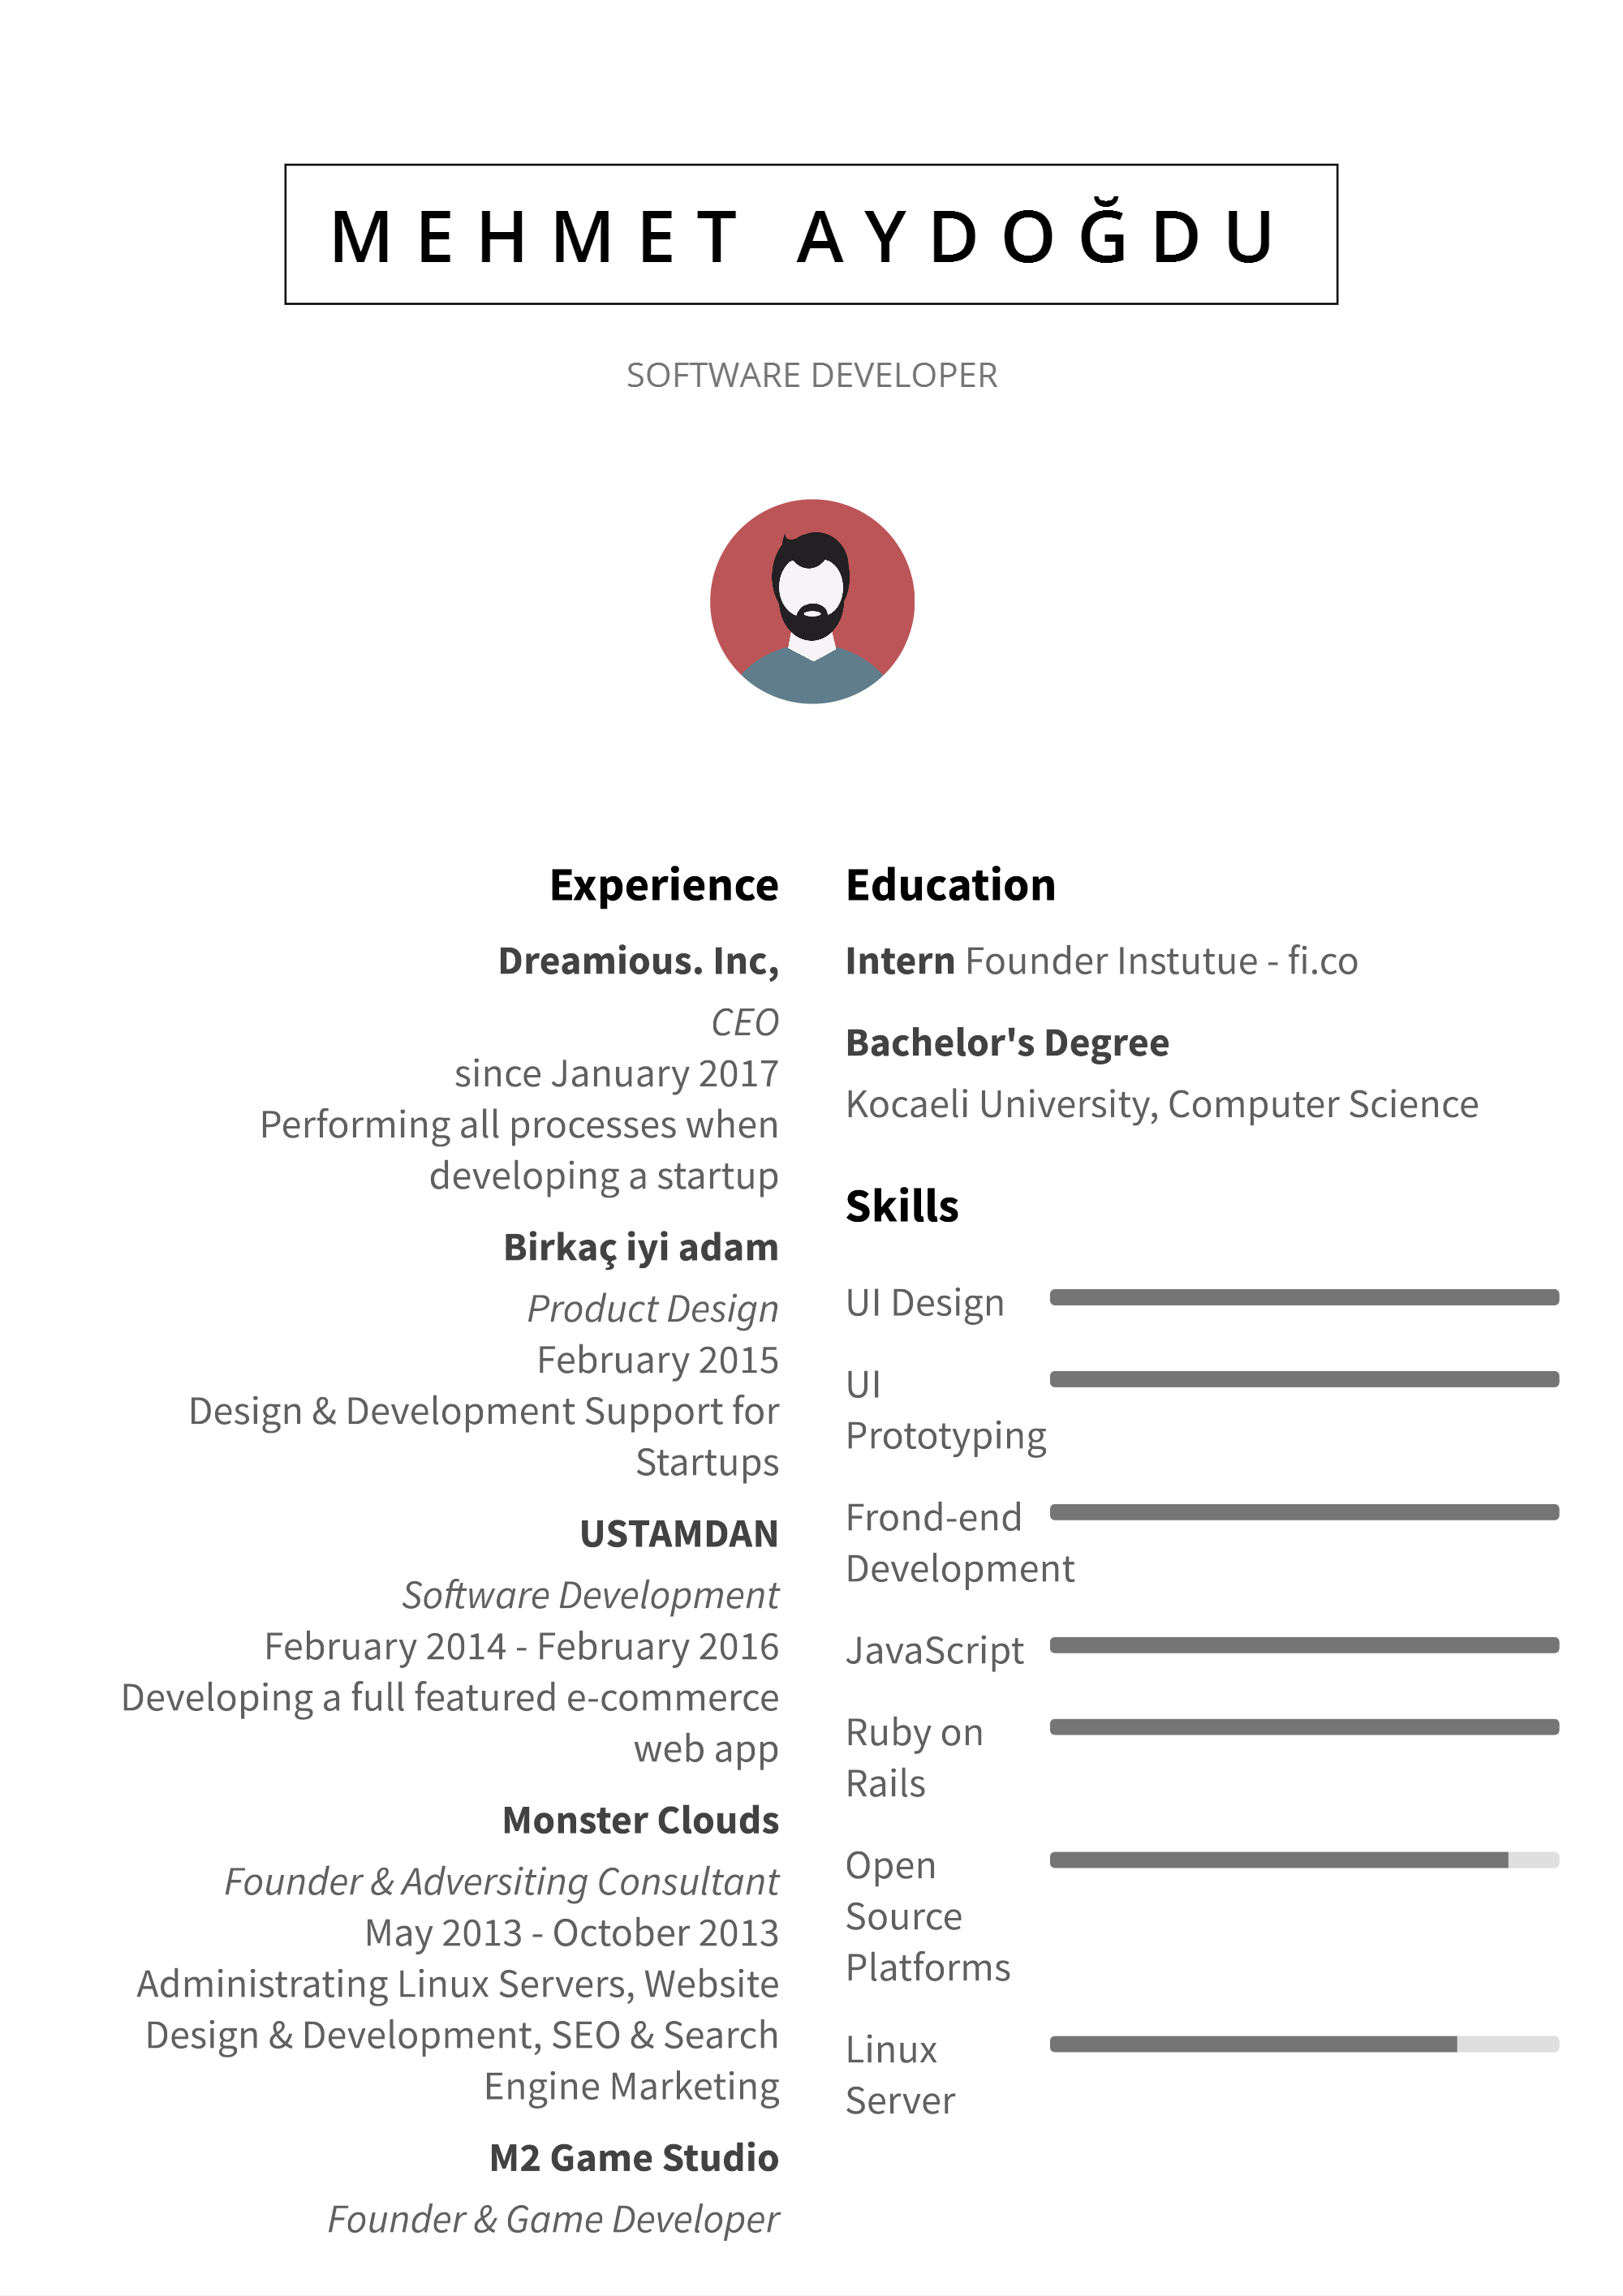 MEHMET AYDOĞDU
SOFTWARE DEVELOPER
Experience
Dreamious. Inc,
CEO
since January 2017
Performing all processes when
developing a startup
Birkaç iyi adam
Product Design
February 2015
Design & Development Support for
Startups
USTAMDAN
Software Development
February 2014 - February 2016
Developing a full featured e-commerce
web app
Monster Clouds
Founder & Adversiting Consultant
May 2013 - October 2013
Administrating Linux Servers, Website
Design & Development, SEO & Search
Engine Marketing
M2 Game Studio
Founder & Game Developer
Education
Intern Founder Instutue - fi.co
Bachelor's Degree
Kocaeli University, Computer Science
Skills
UI Design
UI
Prototyping
Frond-end
Development
JavaScript
Ruby on
Rails
Open
Source
Platforms
Linux
Server